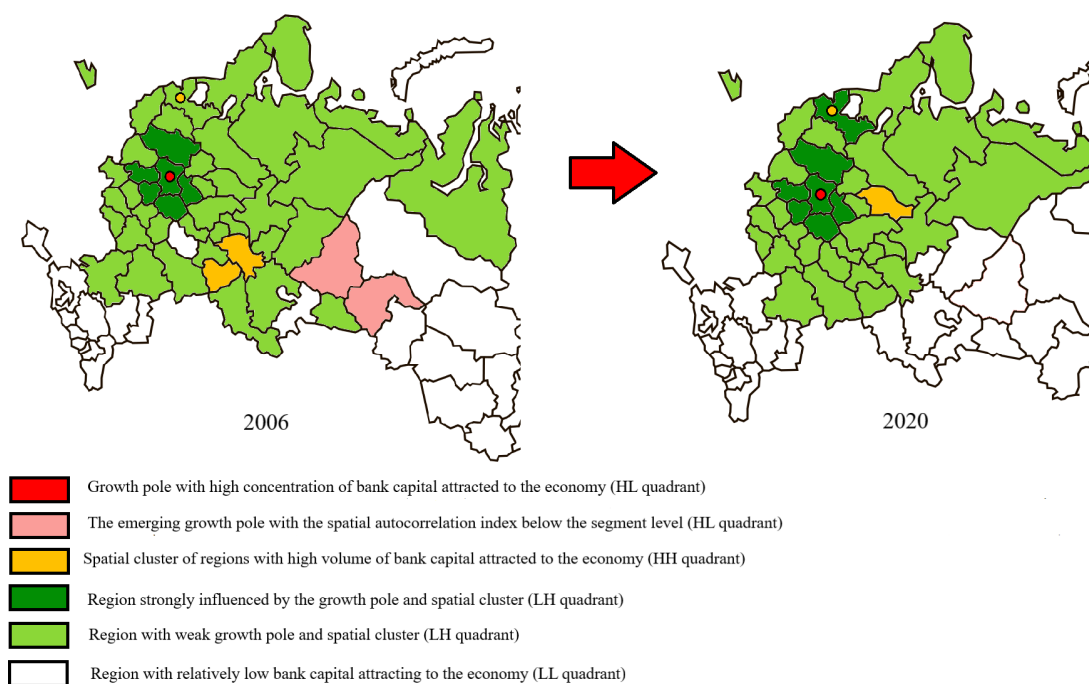 2006
2020
Growth pole with high concentration of bank capital attracted to the economy (HL quadrant)
The emerging growth pole with the spatial autocorrelation index below the segment level (HL quadrant)
Spatial cluster of regions with high volume of bank capital attracted to the economy (HH quadrant)
Region strongly influenced by the growth pole and spatial cluster (LH quadrant)
Region with weak growth pole and spatial cluster (LH quadrant)
Region with relatively low bank capital attracting to the economy (LL quadrant)